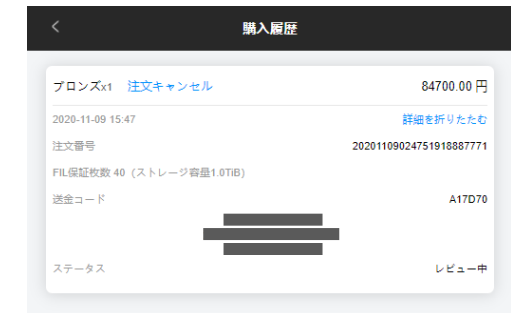 購入履歴
ブロンズx1 注文キャンセル 84700.00 円
2020-11-09 15:47 詳細を折りたたむ
注文番号 20201109024751918887771
FIL保証枚数 40（ストレージ容量1.0TiB）
送金コード A17D70
ステータス レビュー中